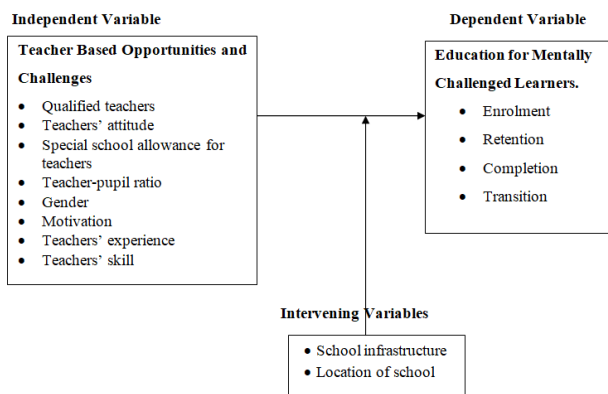 Independent Variable
Dependent Variable
Teacher Based Opportunities and
Challenges
• Qualified teachers
• Teachers’ attitude
• Special school allowance for
teachers
• Teacher-pupil ratio
• Gender
• Motivation
• Teachers’ experience
• Teachers’ skill
Education for Mentally
Challenged Learners.
• Enrolment
• Retention
• Completion
• Transition
Intervening Variables
• School infrastructure
• Location of school